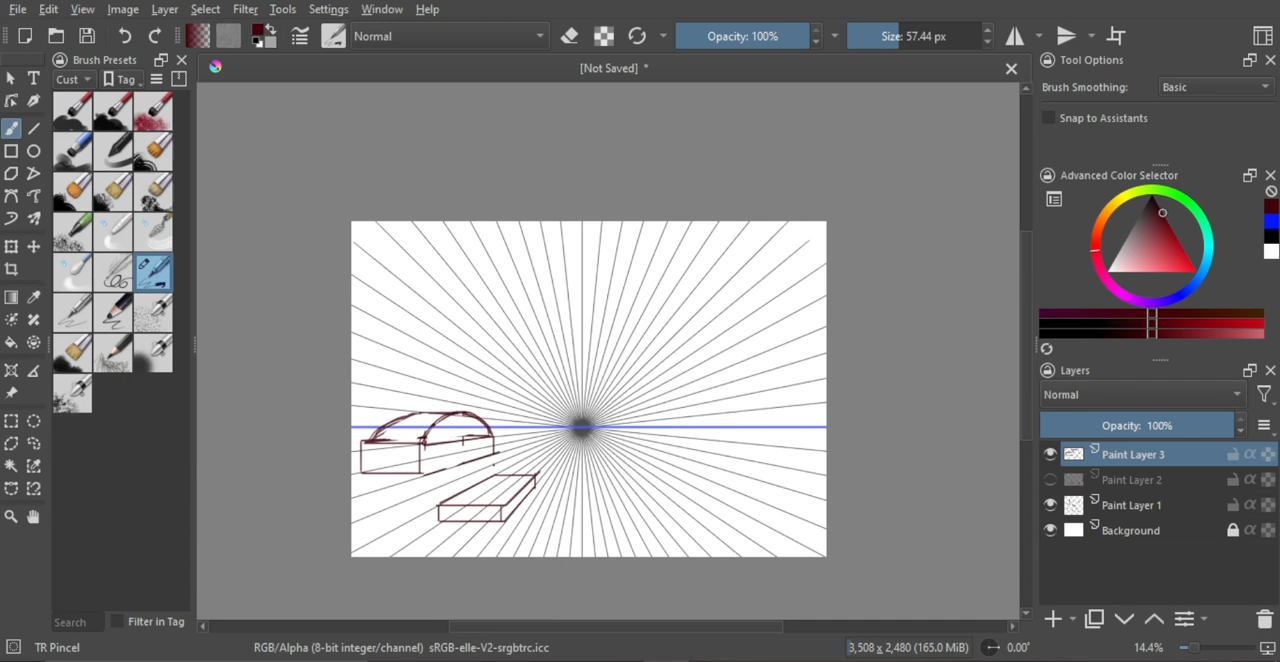 File Edit View Image Layer Select Filter Tools Settings Window Help
Normal Opacity: 100% Size: 57.44 px
Brush Presets
Cust Tag
[Not Saved] *
Tool Options
Brush Smoothing: Basic
Snap to Assistants
Advanced Color Selector
Layers
Normal
Opacity: 100%
Paint Layer 3
Paint Layer 2
Paint Layer 1
Background
Search Filter in Tag
TR Pincel RGB/Alpha (8-bit integer/channel) sRGB-elle-V2-srgbtrc.icc 3,508 x 2,480 (165.0 MiB) 0.00° 14.4%